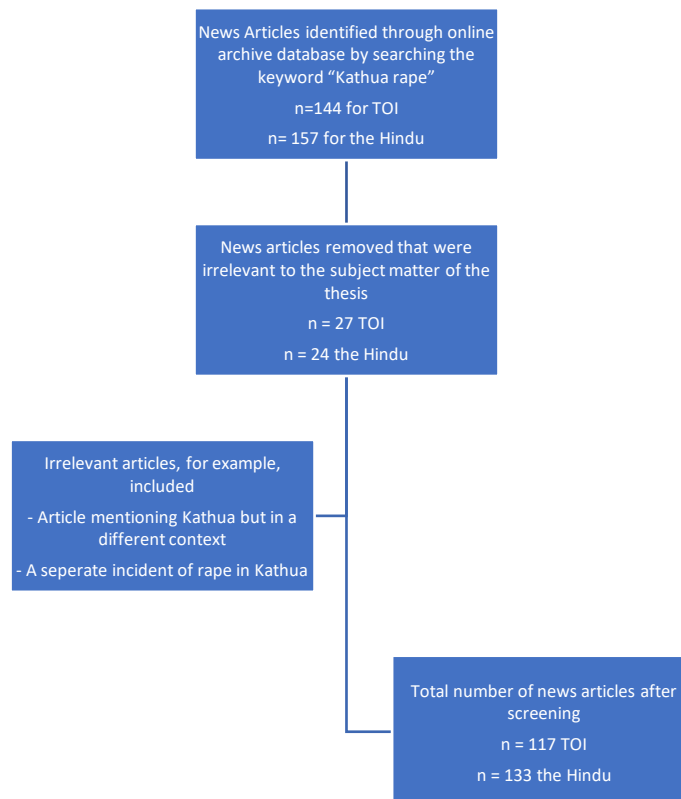 News Articles identified through online
archive database by searching the
keyword “Kathua rape”
n=144 for TOI
n= 157 for the Hindu
News articles removed that were
irrelevant to the subject matter of the
thesis
n = 27 TOI
n = 24 the Hindu
Irrelevant articles, for example,
included
- Article mentioning Kathua but in a
different context
- A seperate incident of rape in Kathua
Total number of news articles after
screening
n = 117 TOI
n = 133 the Hindu